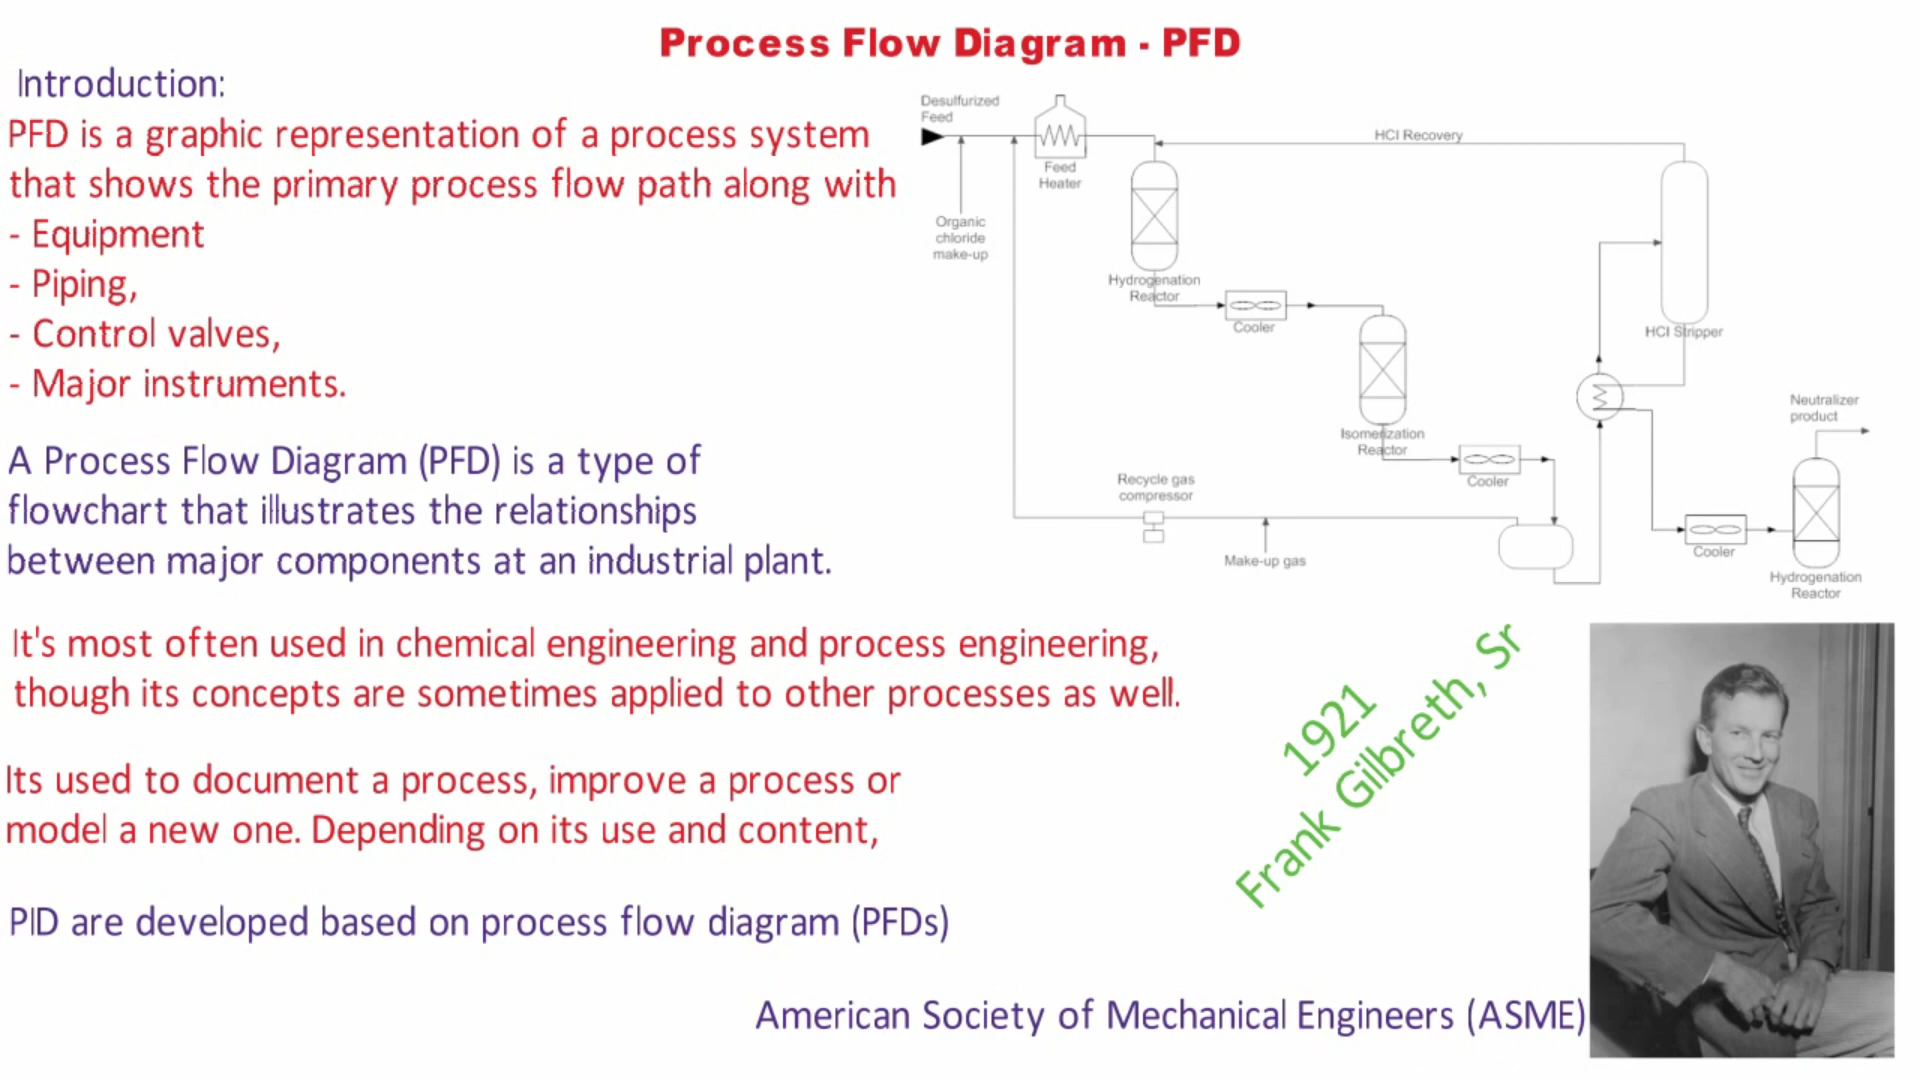 Process Flow Diagram - PFD
Introduction:
PFD is a graphic representation of a process system
that shows the primary process flow path along with
- Equipment
- Piping,
- Control valves,
- Major instruments.
A Process Flow Diagram (PFD) is a type of
flowchart that illustrates the relationships
between major components at an industrial plant.
It's most often used in chemical engineering and process engineering,
though its concepts are sometimes applied to other processes as well.
Its used to document a process, improve a process or
model a new one. Depending on its use and content,
PID are developed based on process flow diagram (PFDs)
American Society of Mechanical Engineers (ASME)
1921
Frank Gilbreth, Sr
Desulfurized
Feed
Feed
Heater
Organic
chloride
make-up
HCl Recovery
Hydrogenation
Reactor
Cooler
HCl Stripper
Isomerization
Reactor
Cooler
Recycle gas
compressor
Make-up gas
Neutralizer
product
Cooler
Hydrogenation
Reactor